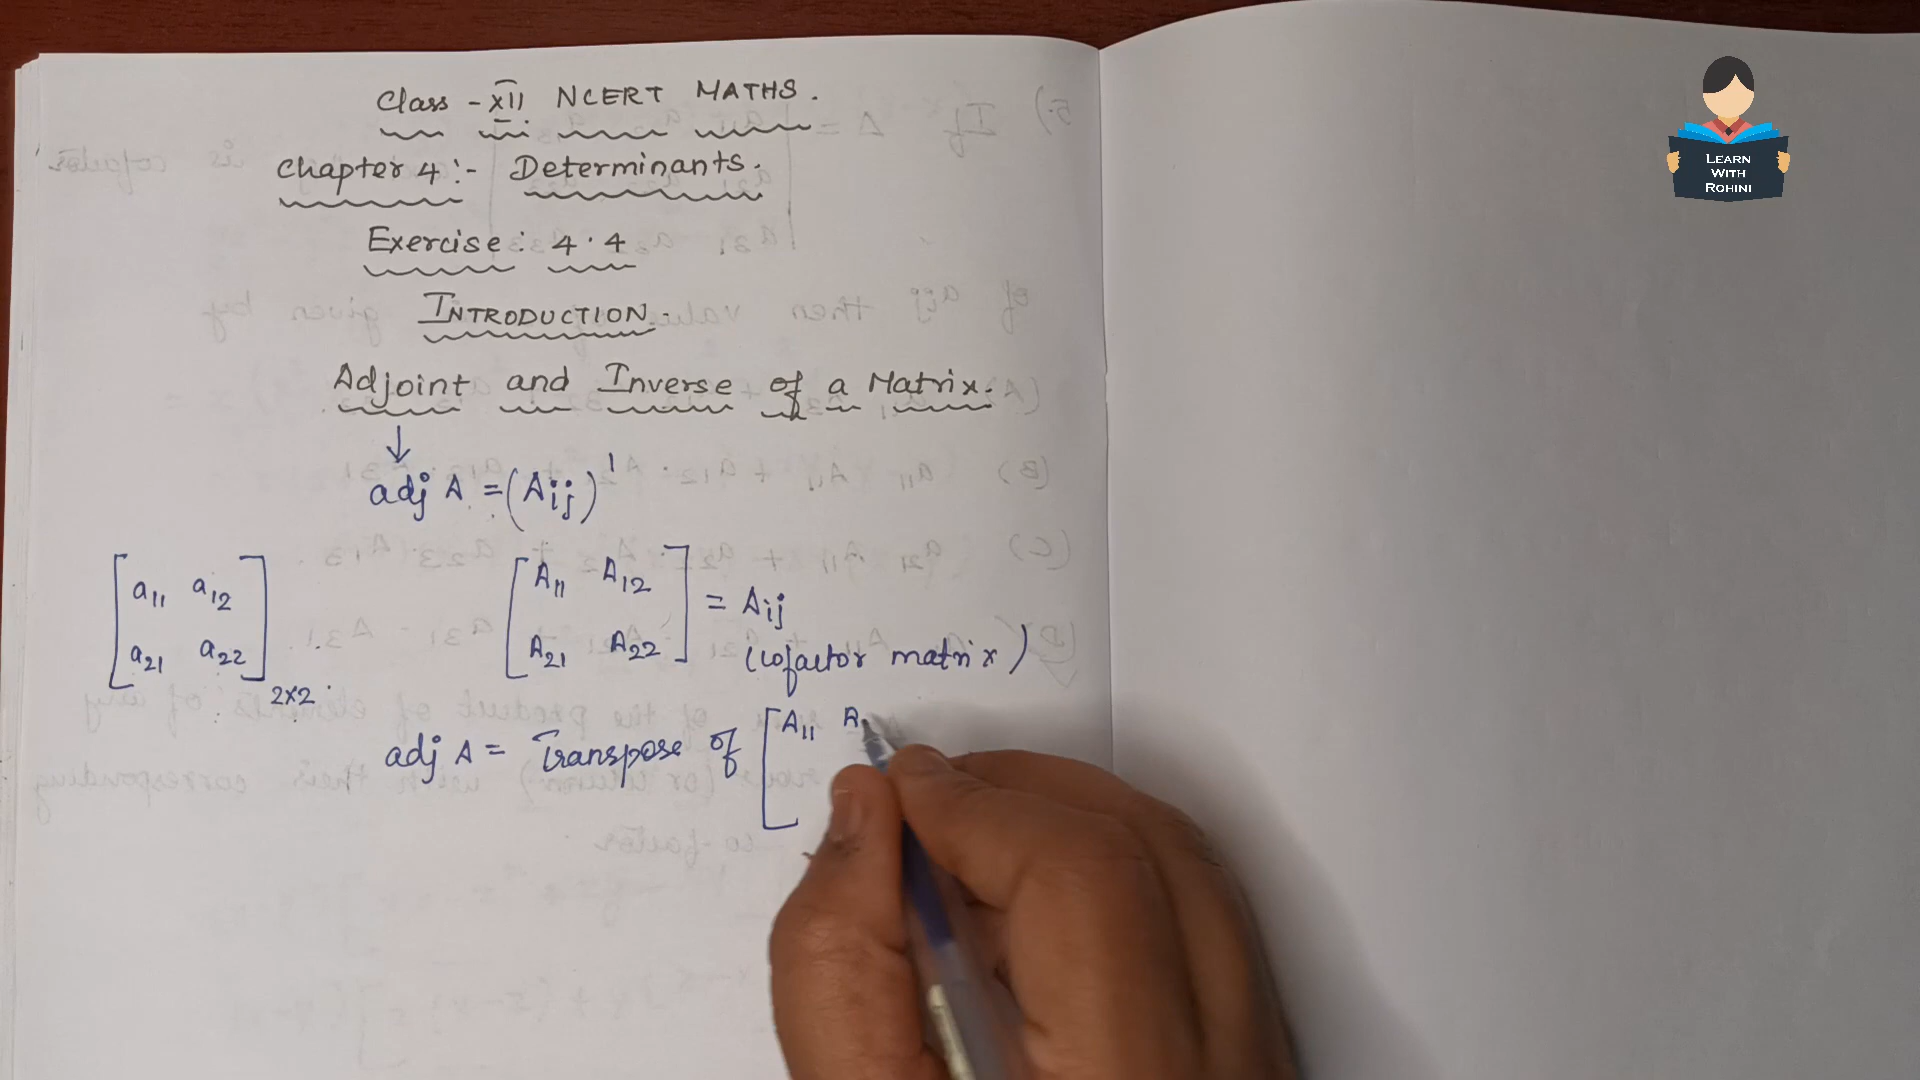 Class - XII NCERT MATHS.
Chapter 4:- Determinants.
Exercise: 4.4
INTRODUCTION.
Adjoint and Inverse of a Matrix.
↓
adj A = (Aij)'
[a11 a12
a21 a22] 2x2
[A11 A12
A21 A22] = Aij
(cofactor matrix)
adj A = Transpose of [A11 A
LEARN
WITH
ROHINI